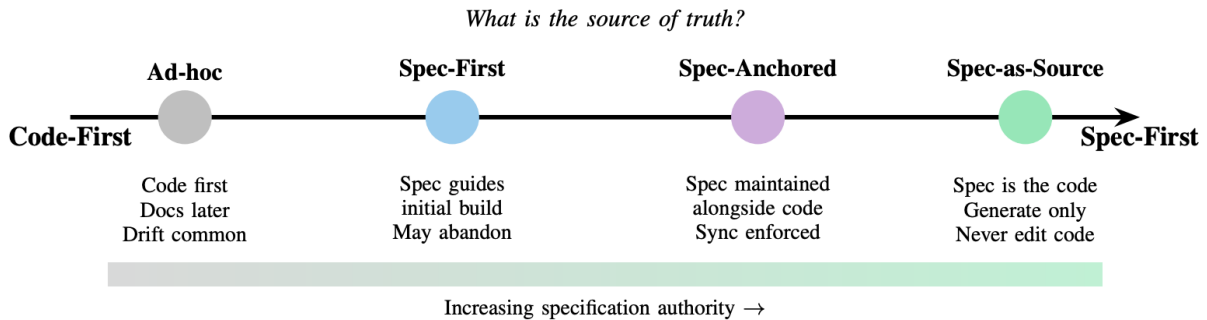 What is the source of truth?
Ad-hoc
Spec-First
Spec-Anchored
Spec-as-Source
Code-First
Spec-First
Code first
Docs later
Drift common
Spec guides
initial build
May abandon
Spec maintained
alongside code
Sync enforced
Spec is the code
Generate only
Never edit code
Increasing specification authority →